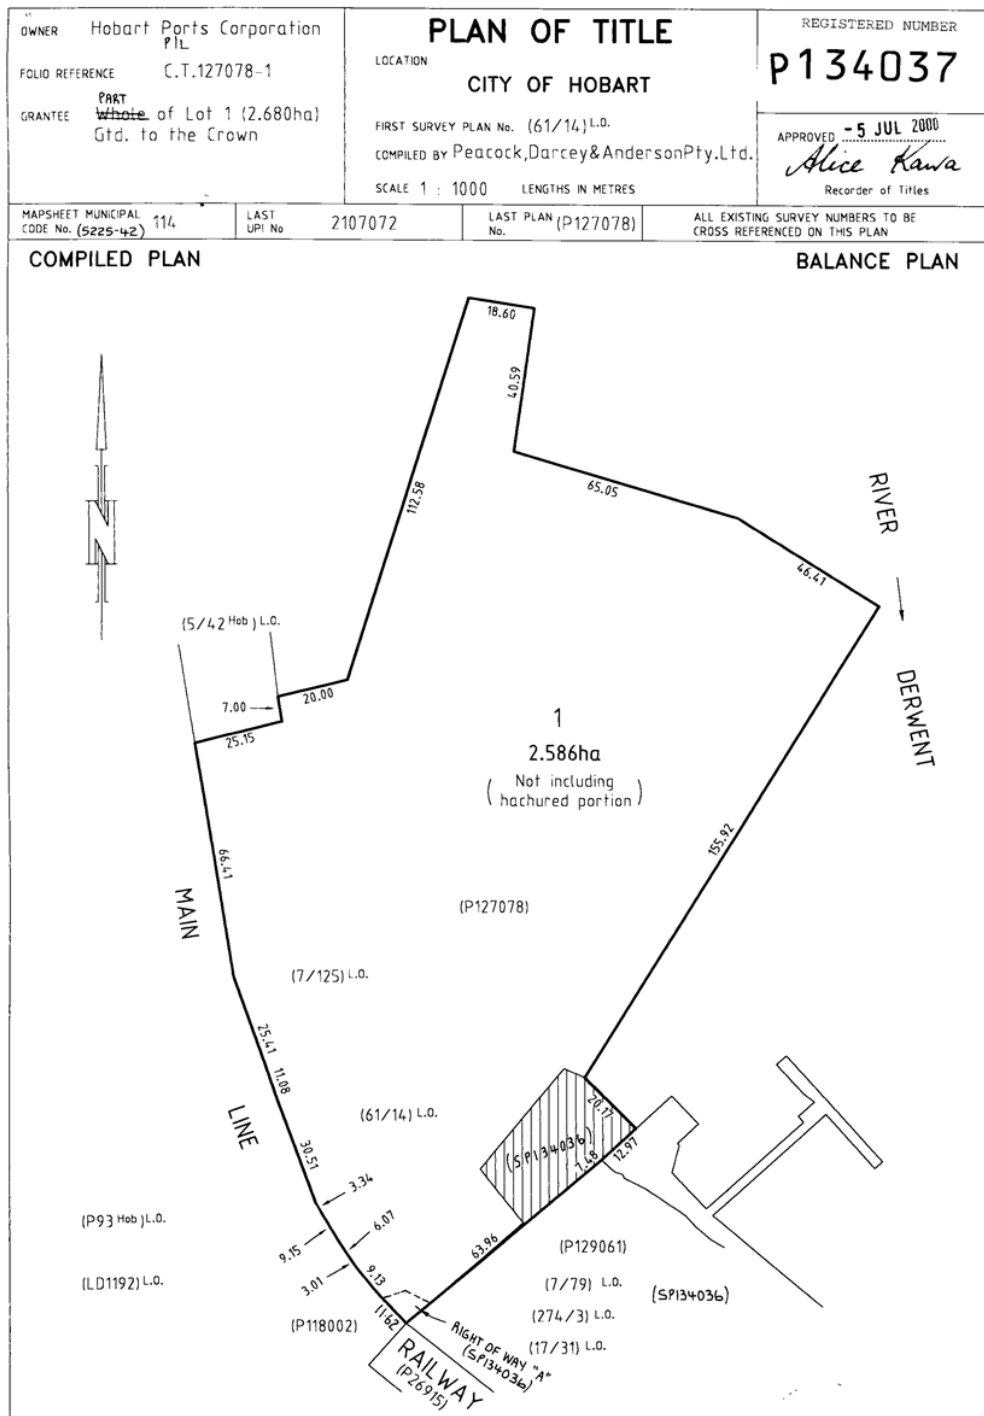 OWNER Hobart Ports Corporation
P/L
FOLIO REFERENCE C.T.127078-1
PART
GRANTEE Whole of Lot 1 (2.680ha)
Gtd. to the Crown
PLAN OF TITLE
LOCATION
CITY OF HOBART
FIRST SURVEY PLAN No. (61/14) L.O.
COMPILED BY Peacock,Darcey&AndersonPty.Ltd.
SCALE 1 : 1000 LENGTHS IN METRES
REGISTERED NUMBER
P134037
APPROVED -5 JUL 2000
Alice Kawa
Recorder of Titles
MAPSHEET MUNICIPAL
CODE No. (5225-42) 114
LAST
UPI No 2107072
LAST PLAN (P127078)
No.
ALL EXISTING SURVEY NUMBERS TO BE
CROSS REFERENCED ON THIS PLAN
COMPILED PLAN
BALANCE PLAN
18.60
40.59
112.58
65.05
RIVER
46.41
N
(5/42 Hob) L.O.
DERWENT
20.00
7.00
25.15
1
2.586ha
( Not including
hachured portion )
66.41
155.92
MAIN
(P127078)
(7/125) L.O.
25.41
11.08
LINE
(61/14) L.O.
20.17
(SP134036)
12.97
7.48
30.51
3.34
(P93 Hob) L.O.
6.07
9.15
63.96
(P129061)
3.01
9.13
(LD1192) L.O.
(7/79) L.O.
(SP134036)
11.62
(274/3) L.O.
(P118002)
RIGHT OF WAY "A"
(SP134036)
(17/31) L.O.
RAILWAY
(P26915)